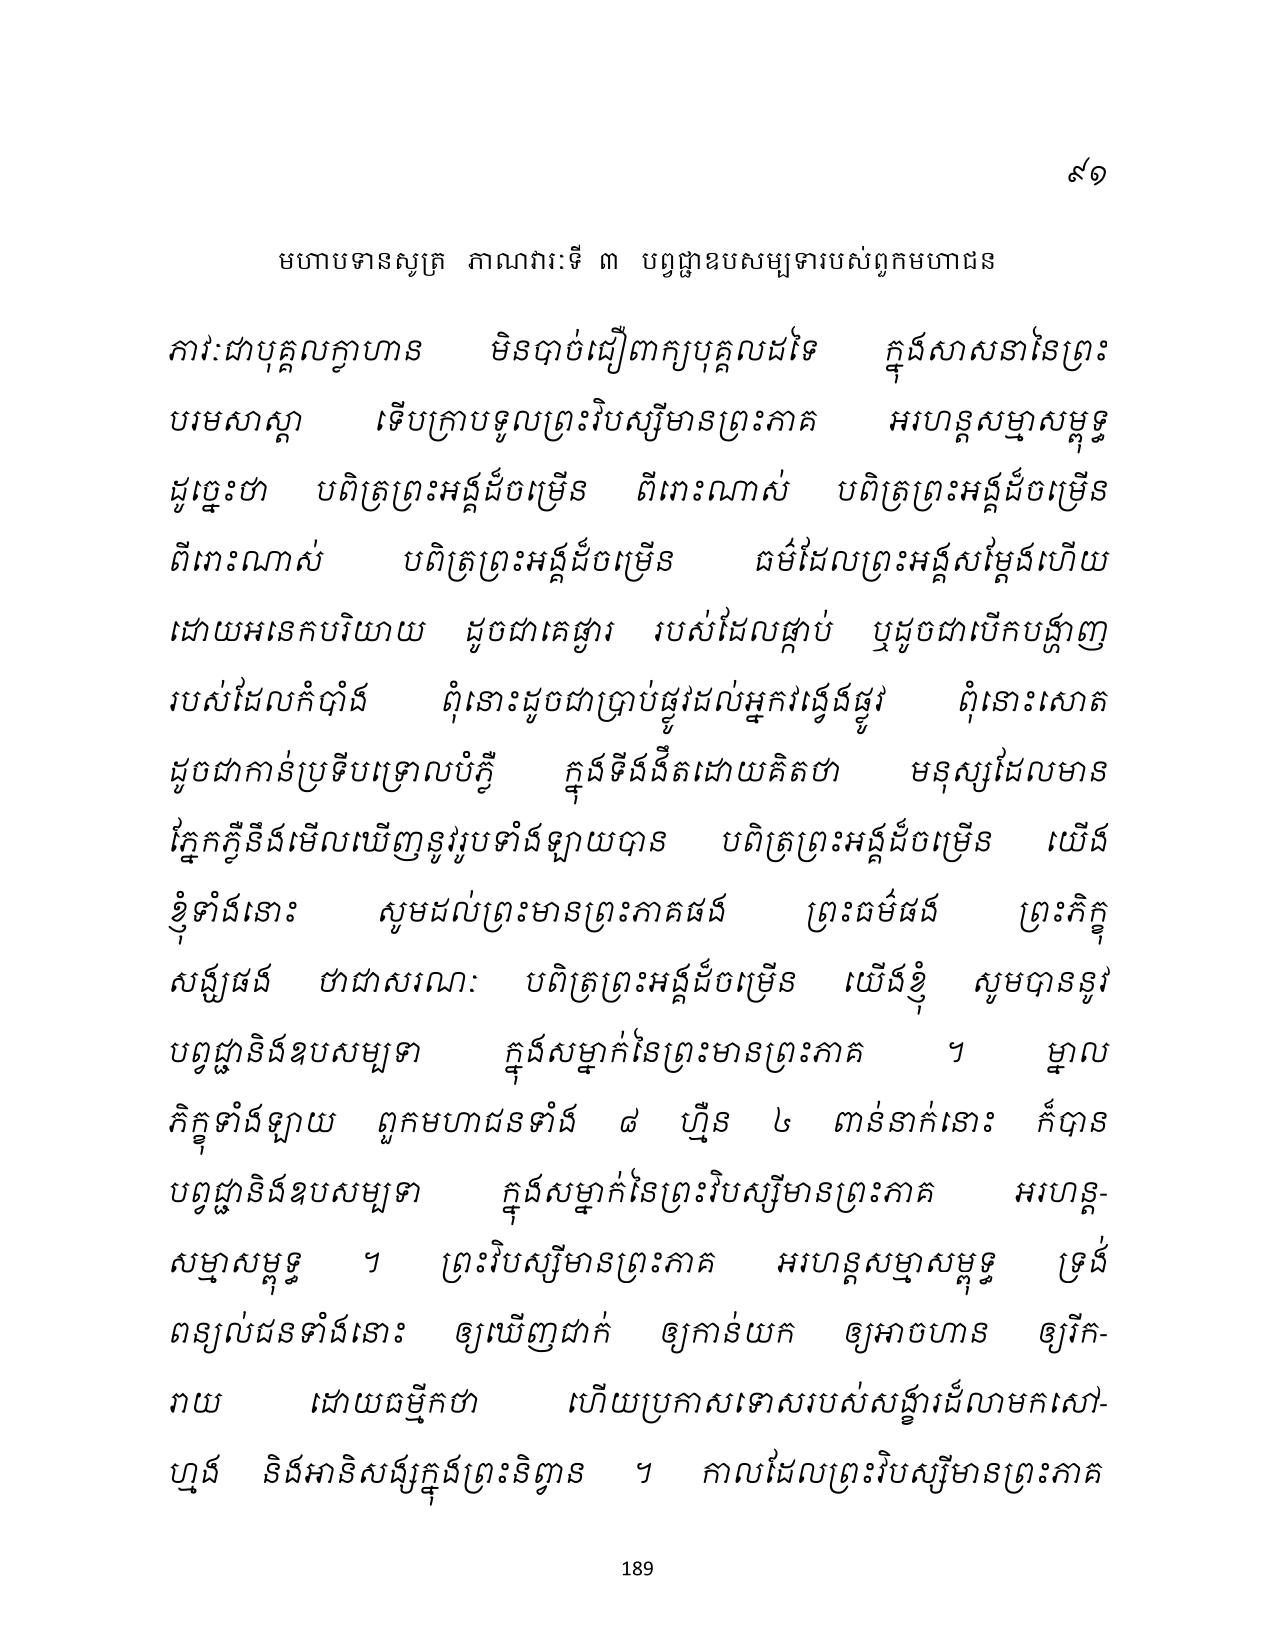 ៩១
មហាបទានសូត្រ ភាណវារៈទី ៣ បព្វជ្ជាឧបសម្បទារបស់ពួកមហាជន
ភាវៈជាបុគ្គលក្លាហាន មិនបាច់ជឿពាក្យបុគ្គលដទៃ ក្នុងសាសនានៃព្រះ
បរមសាស្តា ទើបក្រាបទូលព្រះវិបស្សីមានព្រះភាគ អរហន្តសម្មាសម្ពុទ្ធ
ដូច្នេះថា បពិត្រព្រះអង្គដ៏ចម្រើន ពីរោះណាស់ បពិត្រព្រះអង្គដ៏ចម្រើន
ពីរោះណាស់ បពិត្រព្រះអង្គដ៏ចម្រើន ធម៌ដែលព្រះអង្គសម្តែងហើយ
ដោយអនេកបរិយាយ ដូចជាគេផ្ងារ របស់ដែលផ្កាប់ ឬដូចជាបើកបង្ហាញ
របស់ដែលកំបាំង ពុំនោះដូចជាប្រាប់ផ្លូវដល់អ្នកវង្វេងផ្លូវ ពុំនោះសោត
ដូចជាកាន់ប្រទីបទ្រោលបំភ្លឺ ក្នុងទីងងឹតដោយគិតថា មនុស្សដែលមាន
ភ្នែកភ្លឺនឹងមើលឃើញនូវរូបទាំងឡាយបាន បពិត្រព្រះអង្គដ៏ចម្រើន យើង
ខ្ញុំទាំងនោះ សូមដល់ព្រះមានព្រះភាគផង ព្រះធម៌ផង ព្រះភិក្ខុ
សង្ឃផង ថាជាសរណៈ បពិត្រព្រះអង្គដ៏ចម្រើន យើងខ្ញុំ សូមបាននូវ
បព្វជ្ជានិងឧបសម្បទា ក្នុងសម្នាក់នៃព្រះមានព្រះភាគ ។ ម្នាល
ភិក្ខុទាំងឡាយ ពួកមហាជនទាំង ៨ ហ្មឺន ៤ ពាន់នាក់នោះ ក៏បាន
បព្វជ្ជានិងឧបសម្បទា ក្នុងសម្នាក់នៃព្រះវិបស្សីមានព្រះភាគ អរហន្ត-
សម្មាសម្ពុទ្ធ ។ ព្រះវិបស្សីមានព្រះភាគ អរហន្តសម្មាសម្ពុទ្ធ ទ្រង់
ពន្យល់ជនទាំងនោះ ឲ្យឃើញជាក់ ឲ្យកាន់យក ឲ្យអាចហាន ឲ្យរីក-
រាយ ដោយធម្មីកថា ហើយប្រកាសទោសរបស់សង្ខារដ៏លាមកសៅ-
ហ្មង និងអានិសង្សក្នុងព្រះនិព្វាន ។ កាលដែលព្រះវិបស្សីមានព្រះភាគ
189